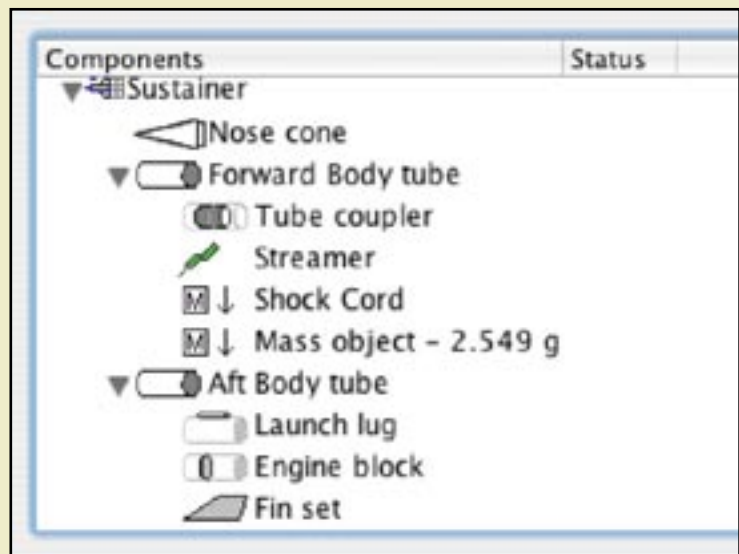 Components Status
Sustainer
Nose cone
Forward Body tube
Tube coupler
Streamer
M Shock Cord
M Mass object - 2.549 g
Aft Body tube
Launch lug
Engine block
Fin set